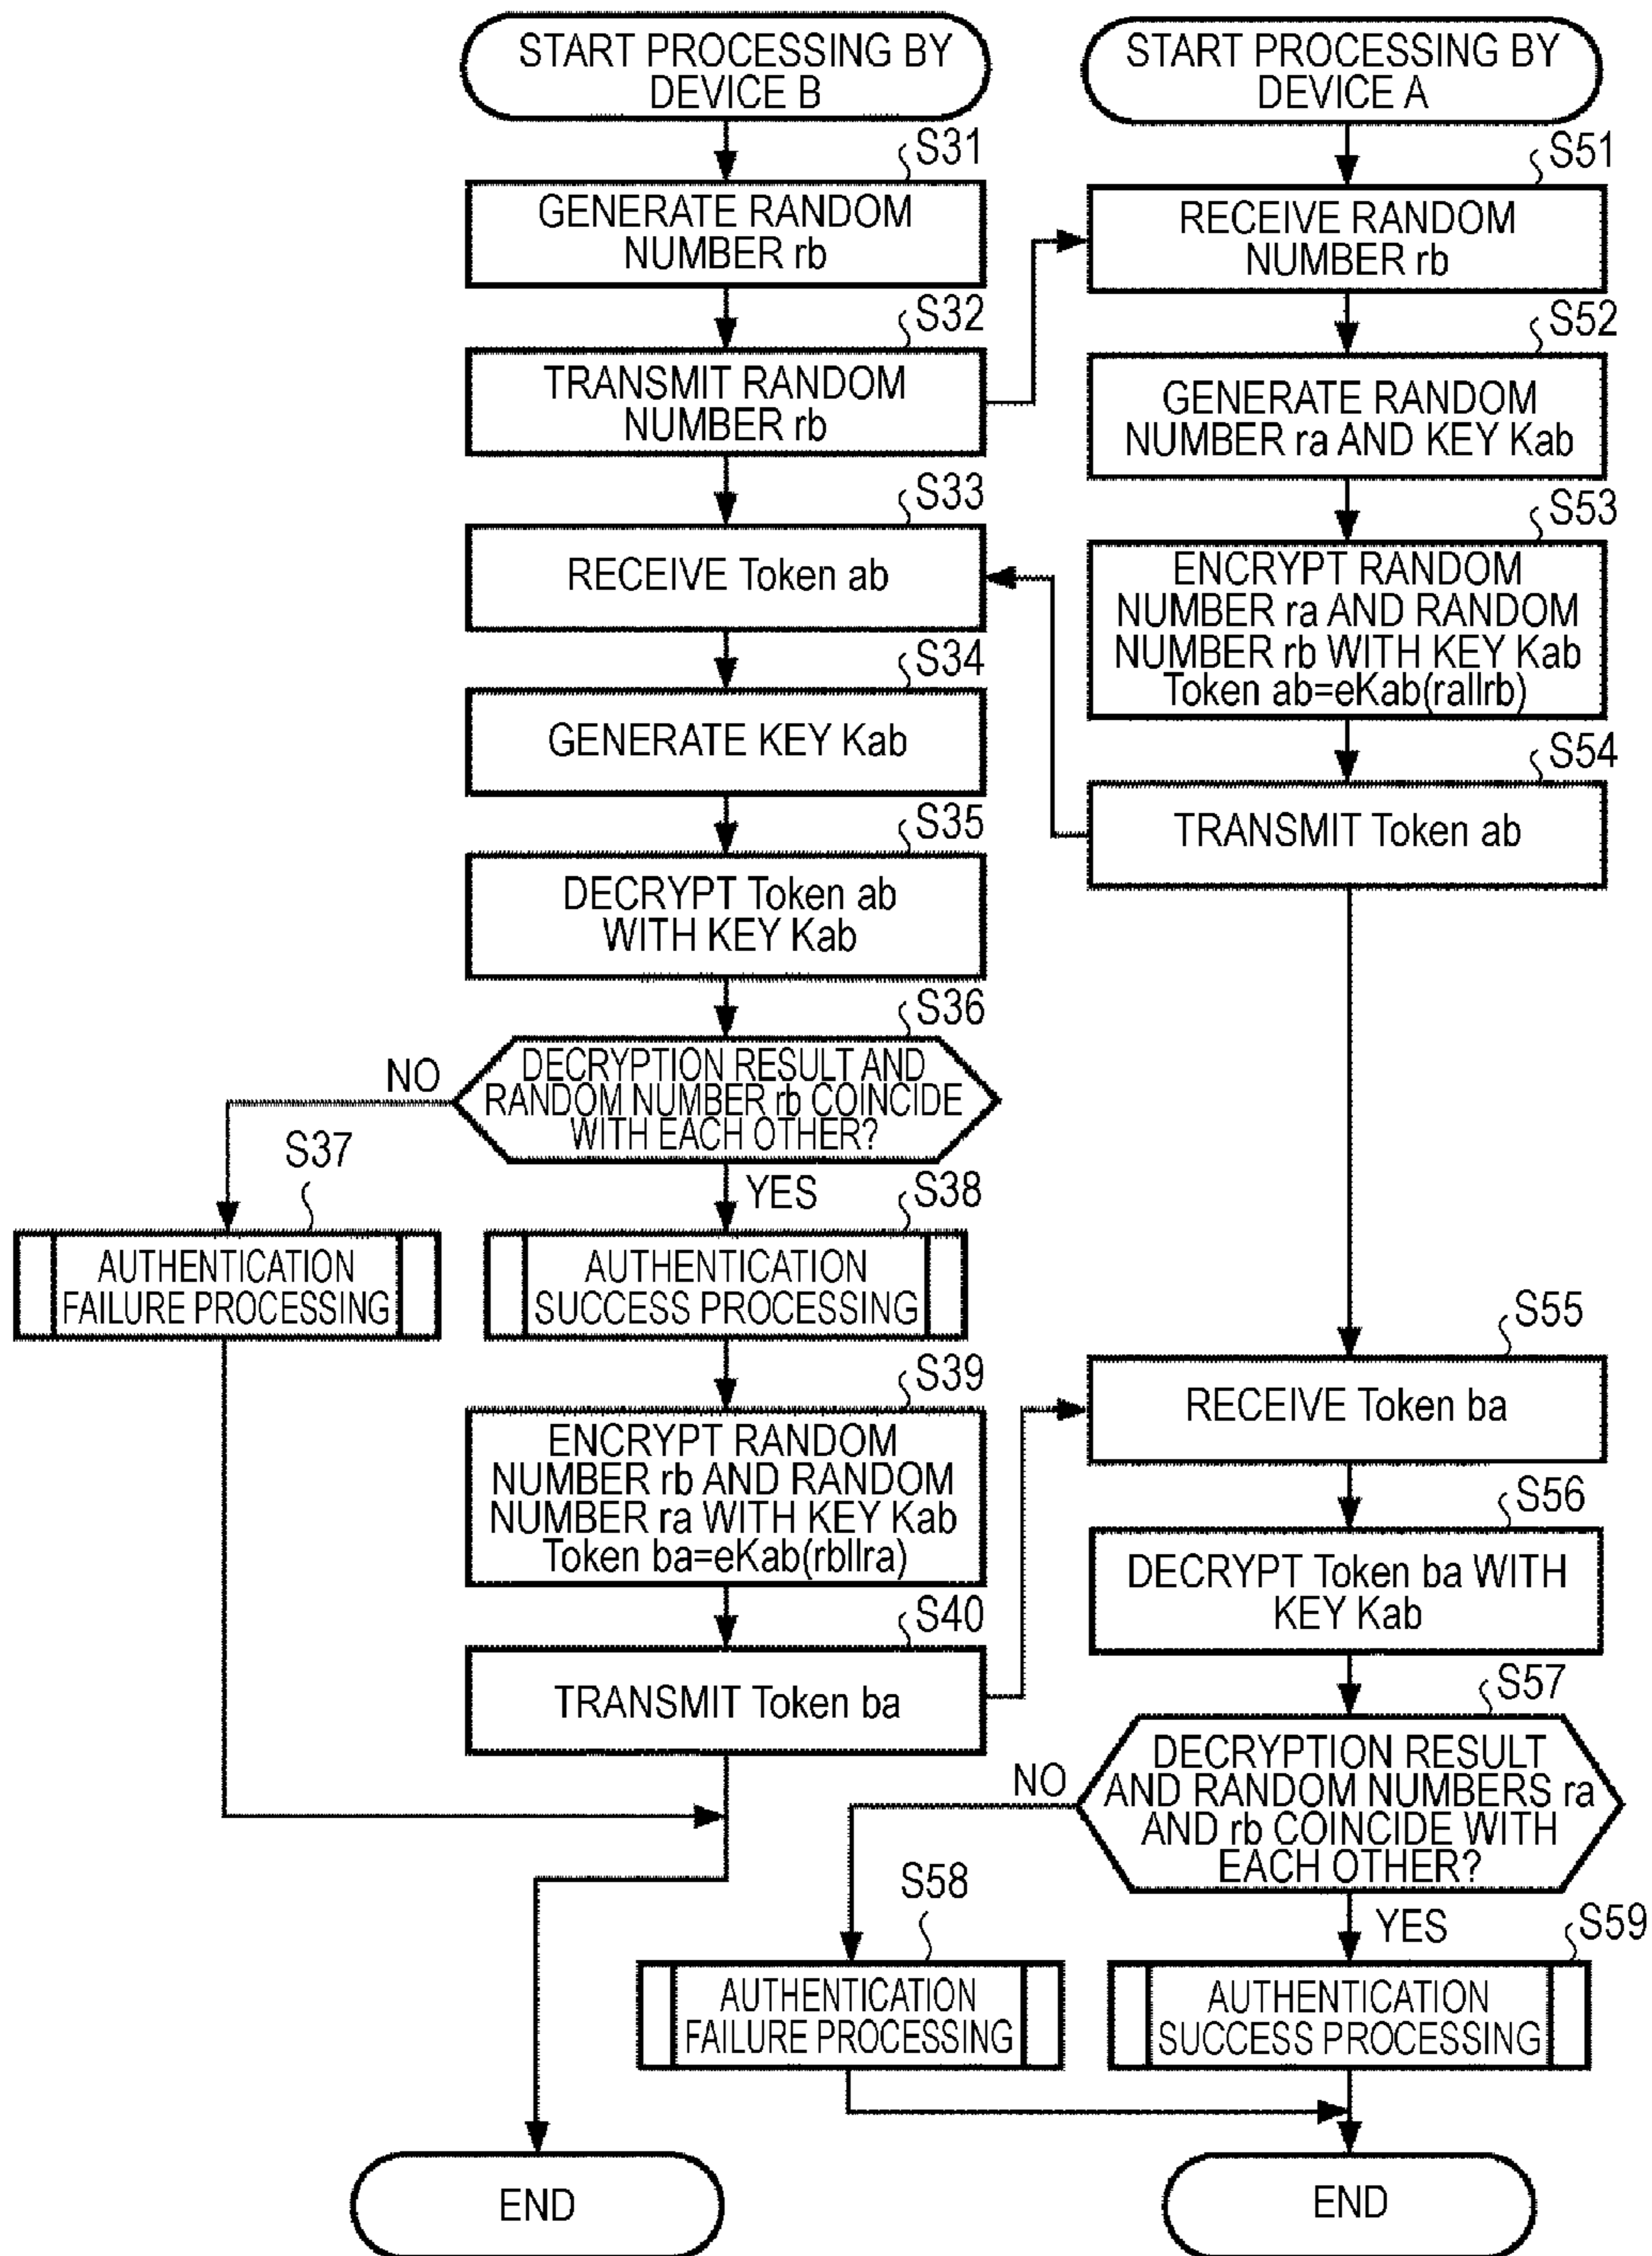 START PROCESSING BY
DEVICE B
S31
GENERATE RANDOM
NUMBER rb
S32
TRANSMIT RANDOM
NUMBER rb
S33
RECEIVE Token ab
S34
GENERATE KEY Kab
S35
DECRYPT Token ab
WITH KEY Kab
S36
DECRYPTION RESULT AND
RANDOM NUMBER rb COINCIDE
WITH EACH OTHER?
NO
YES
S37
AUTHENTICATION
FAILURE PROCESSING
S38
AUTHENTICATION
SUCCESS PROCESSING
S39
ENCRYPT RANDOM
NUMBER rb AND RANDOM
NUMBER ra WITH KEY Kab
Token ba=eKab(rbllra)
S40
TRANSMIT Token ba
END
START PROCESSING BY
DEVICE A
S51
RECEIVE RANDOM
NUMBER rb
S52
GENERATE RANDOM
NUMBER ra AND KEY Kab
S53
ENCRYPT RANDOM
NUMBER ra AND RANDOM
NUMBER rb WITH KEY Kab
Token ab=eKab(rallrb)
S54
TRANSMIT Token ab
S55
RECEIVE Token ba
S56
DECRYPT Token ba WITH
KEY Kab
S57
DECRYPTION RESULT
AND RANDOM NUMBERS ra
AND rb COINCIDE WITH
EACH OTHER?
NO
YES
S58
AUTHENTICATION
FAILURE PROCESSING
S59
AUTHENTICATION
SUCCESS PROCESSING
END